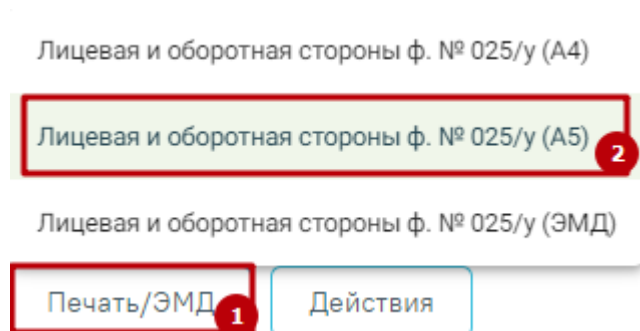 Лицевая и оборотная стороны ф. № 025/у (А4)
Лицевая и оборотная стороны ф. № 025/у (А5)
2
Лицевая и оборотная стороны ф. № 025/у (ЭМД)
Печать/ЭМД
1
Действия